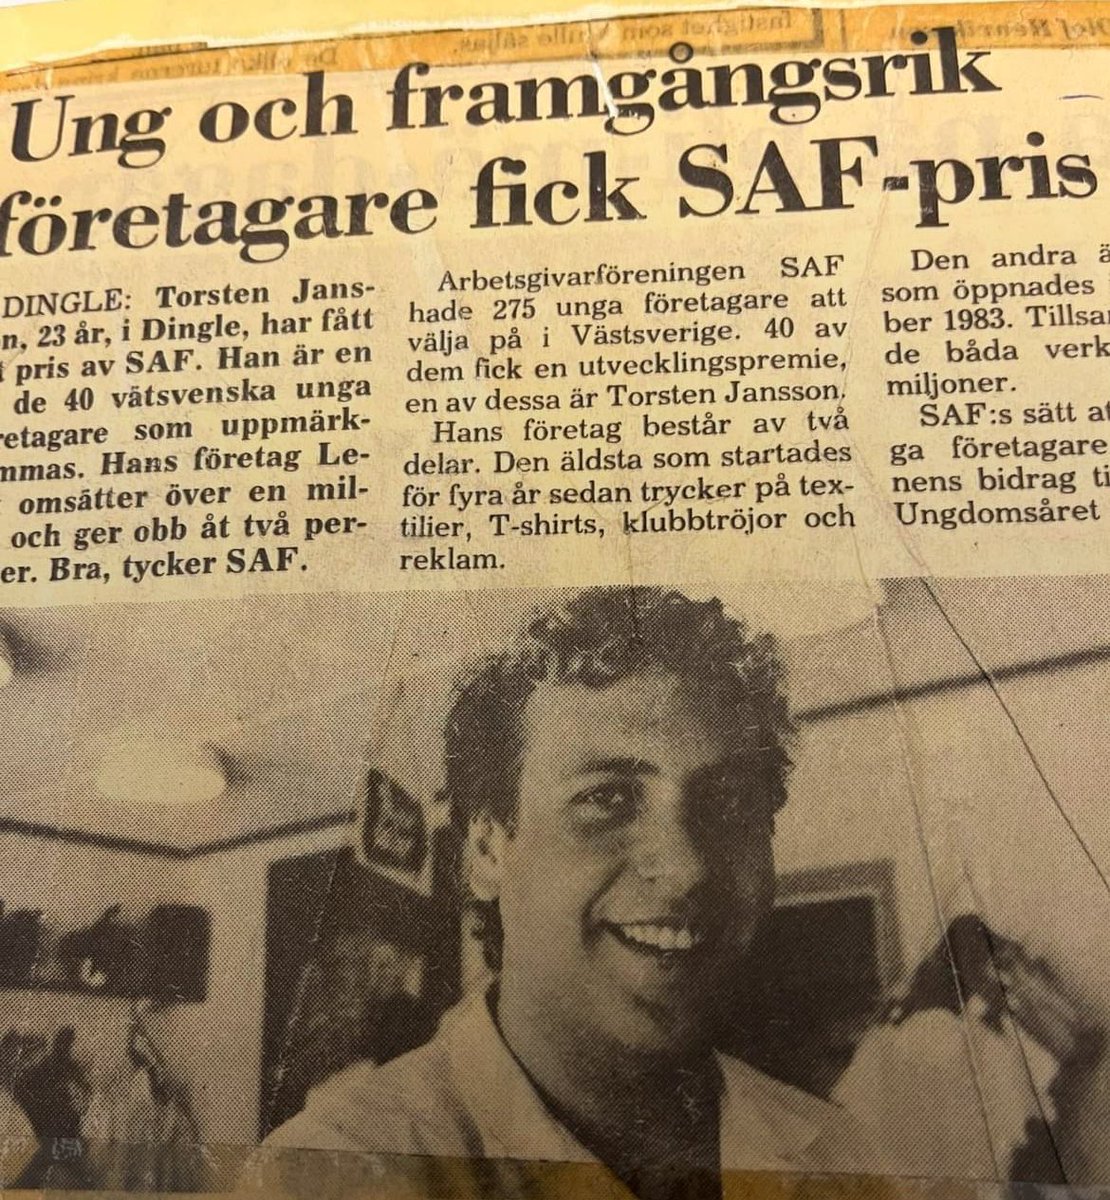 Ung och framgångsrik
företagare fick SAF-pris
DINGLE: Torsten Jans-
n, 23 år, i Dingle, har fått
pris av SAF. Han är en
de 40 våtsvenska unga
retagare som uppmärk-
mmas. Hans företag Le-
omsätter över en mil-
och ger obb åt två per-
er. Bra, tycker SAF.
Arbetsgivarföreningen SAF
hade 275 unga företagare att
välja på i Västsverige. 40 av
dem fick en utvecklingspremie,
en av dessa är Torsten Jansson.
Hans företag består av två
delar. Den äldsta som startades
för fyra år sedan trycker på tex-
tilier, T-shirts, klubbtröjor och
reklam.
Den andra ä
som öppnades
ber 1983. Tillsa
de båda verk
miljoner.
SAF:s sätt at
ga företagare
nens bidrag ti
Ungdomsåret